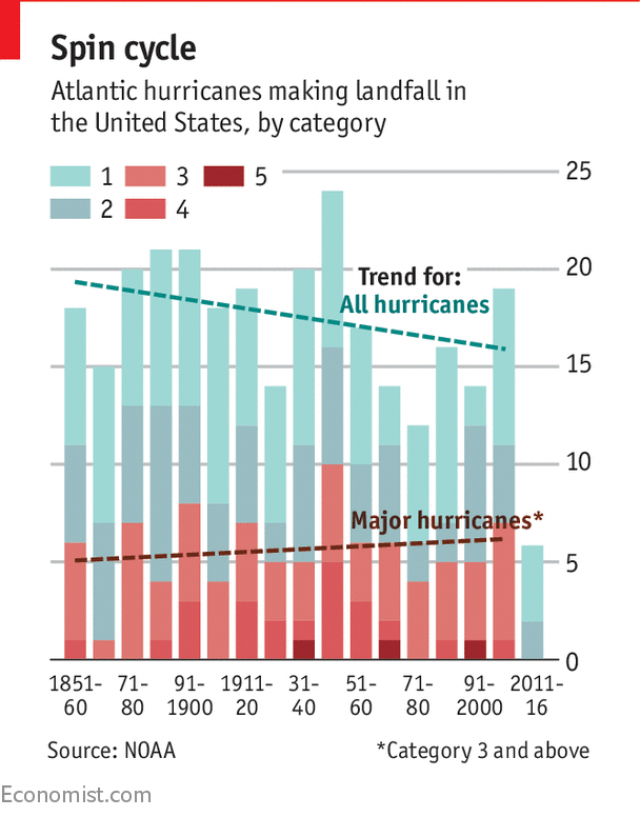 Spin cycle
Atlantic hurricanes making landfall in
the United States, by category
1 3 5
2 4
25
20
Trend for:
All hurricanes
15
10
Major hurricanes*
5
0
1851- 71- 91- 1911- 31- 51- 71- 91- 2011-
60 80 1900 20 40 60 80 2000 16
Source: NOAA *Category 3 and above
Economist.com